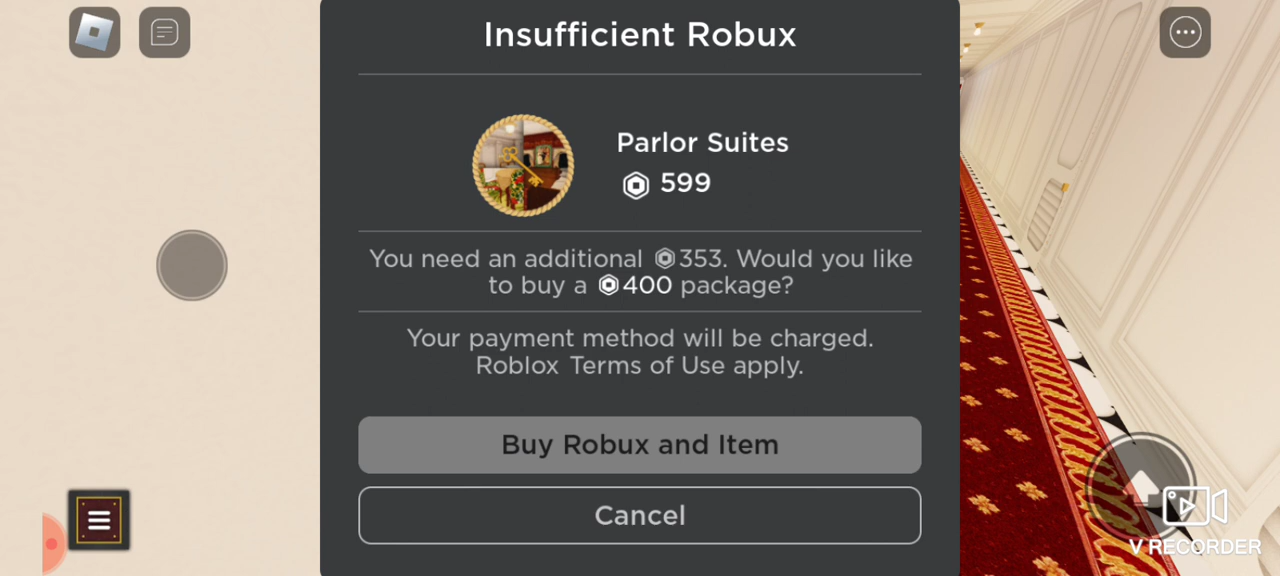 Insufficient Robux
Parlor Suites
599
You need an additional 353. Would you like
to buy a 400 package?
Your payment method will be charged.
Roblox Terms of Use apply.
Buy Robux and Item
Cancel
V RECORDER